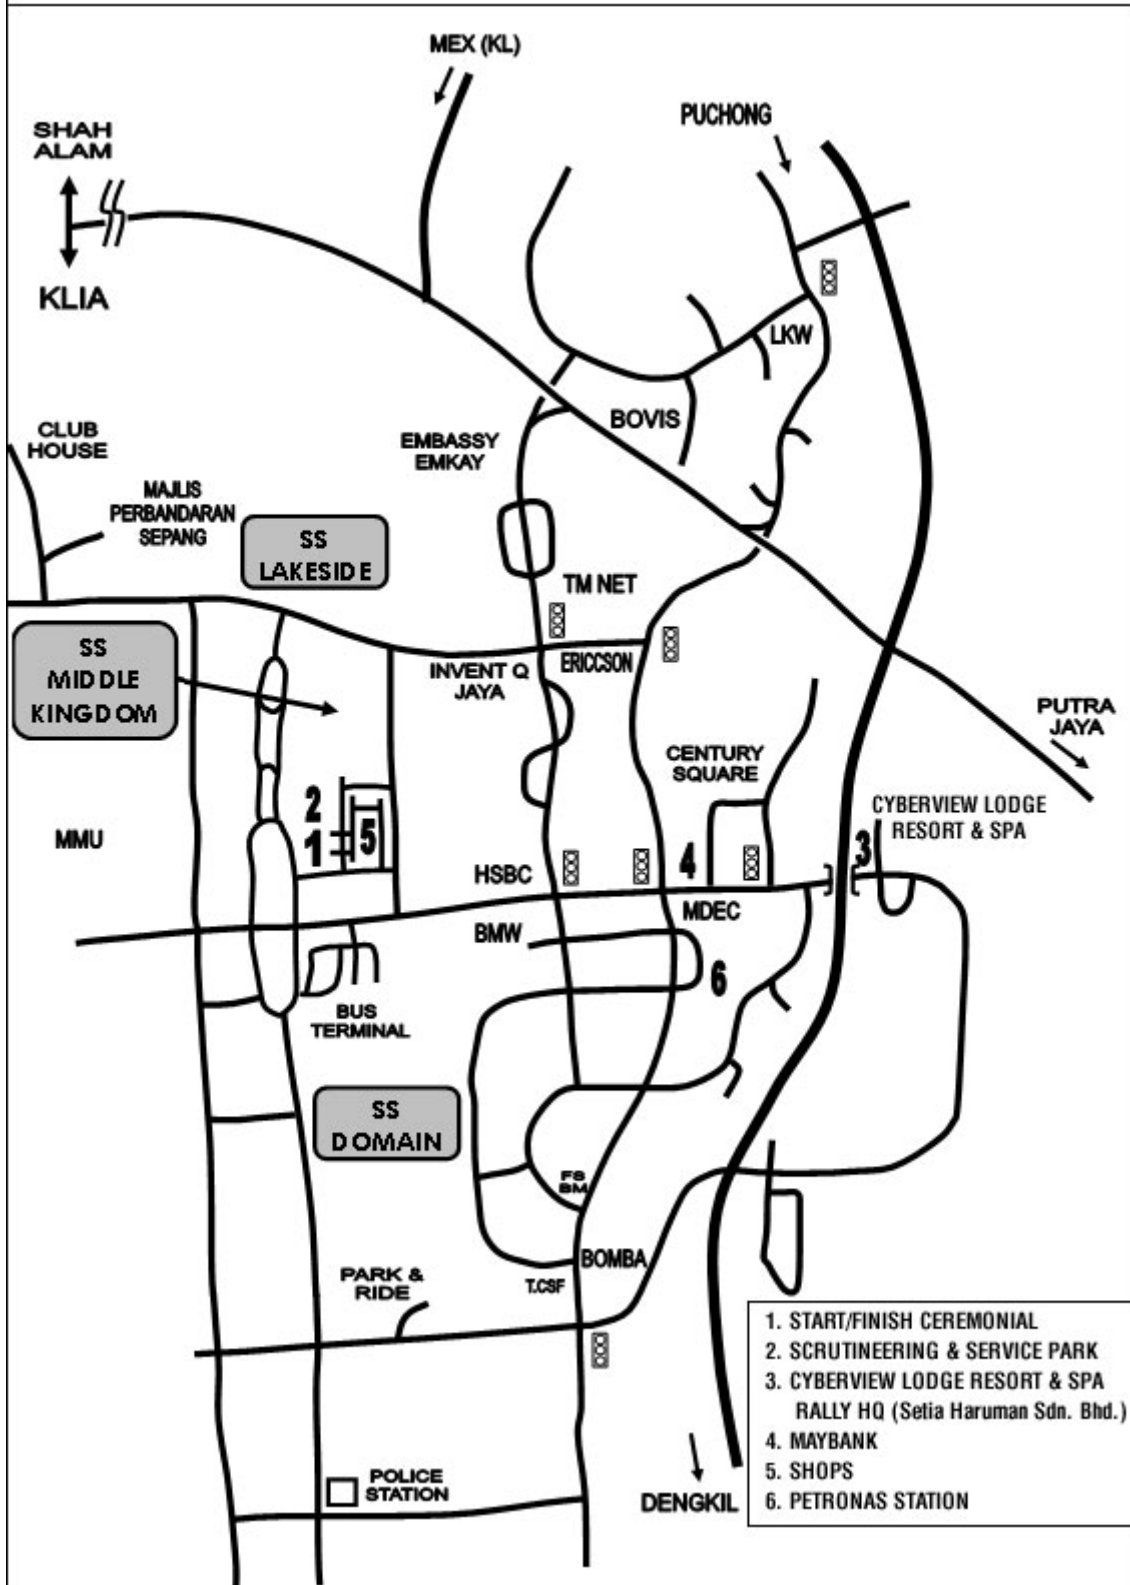 MEX (KL)
PUCHONG
SHAH
ALAM
KLIA
LKW
BOVIS
CLUB
HOUSE
EMBASSY
EMKAY
MAJLIS
PERBANDARAN
SEPANG
SS
LAKESIDE
TM NET
SS
MIDDLE
KINGDOM
INVENT Q
JAYA
ERICCSON
PUTRA
JAYA
CENTURY
SQUARE
CYBERVIEW LODGE
RESORT & SPA
2
1
5
3
4
MMU
HSBC
MDEC
BMW
6
BUS
TERMINAL
SS
DOMAIN
FS
BM
BOMBA
T.CSF
PARK &
RIDE
POLICE
STATION
DENGKIL
1. START/FINISH CEREMONIAL
2. SCRUTINEERING & SERVICE PARK
3. CYBERVIEW LODGE RESORT & SPA
RALLY HQ (Setia Haruman Sdn. Bhd.)
4. MAYBANK
5. SHOPS
6. PETRONAS STATION